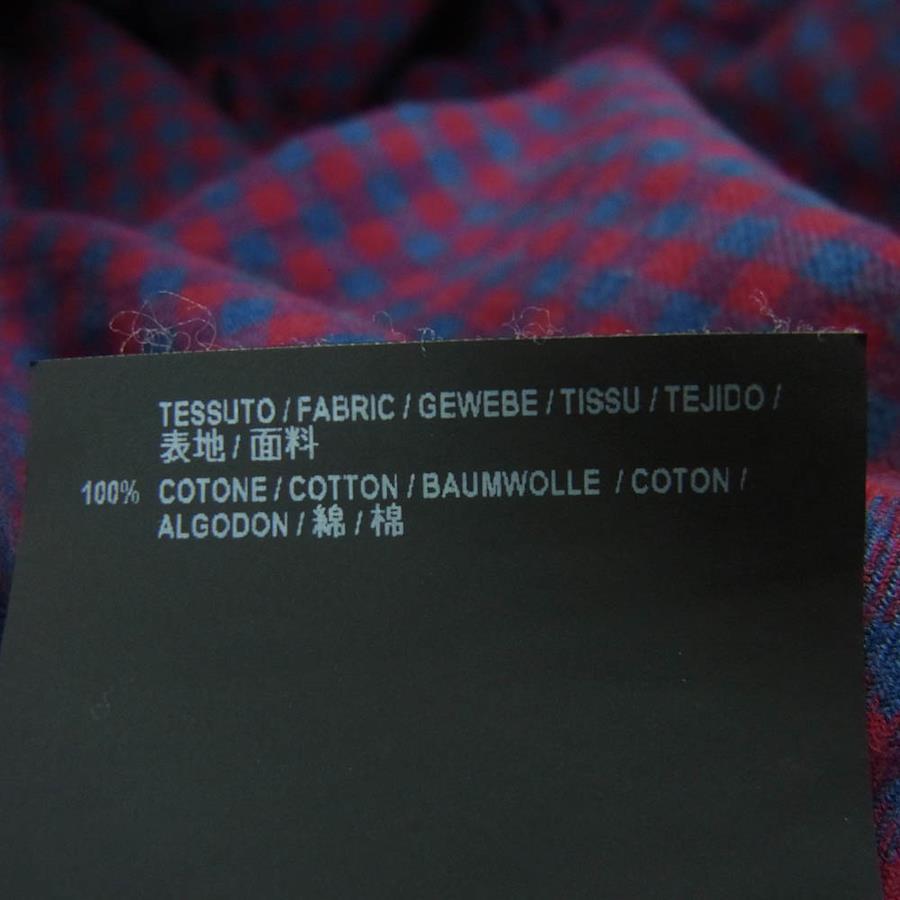 TESSUTO / FABRIC / GEWEBE / TISSU / TEJIDO /
表地 / 面料
100% COTONE / COTTON / BAUMWOLLE / COTON /
ALGODON / 綿 / 棉